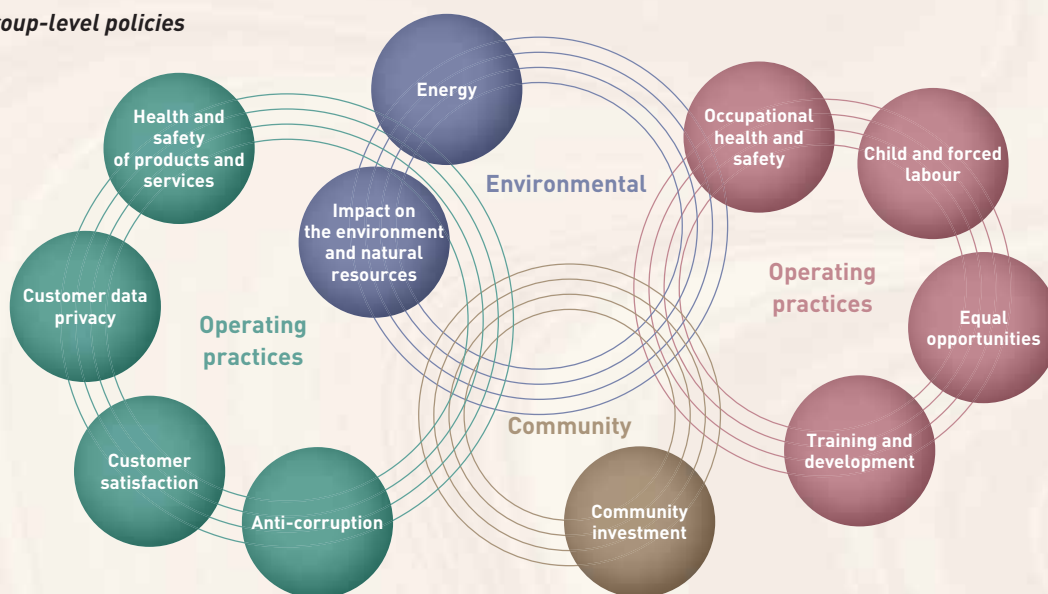 oup-level policies
Energy
Health and
safety
of products and
services
Occupational
health and
safety
Child and forced
labour
Environmental
Impact on
the environment
and natural
resources
Customer data
privacy
Operating
practices
Operating
practices
Equal
opportunities
Community
Customer
satisfaction
Anti-corruption
Training and
development
Community
investment